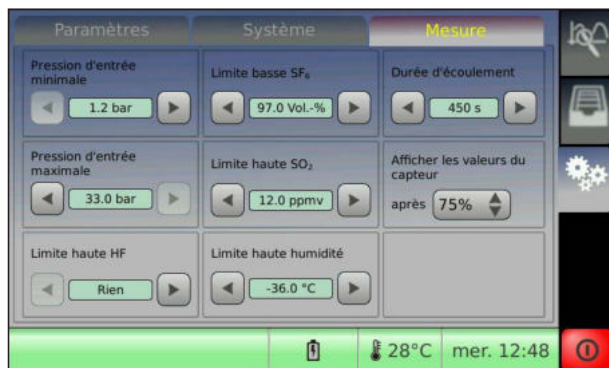 Paramètres
Système
Mesure
Pression d'entrée
minimale
1.2 bar
Limite basse SF₆
97.0 Vol.-%
Durée d'écoulement
450 s
Pression d'entrée
maximale
33.0 bar
Limite haute SO₂
12.0 ppmv
Afficher les valeurs du
capteur
après 75%
Limite haute HF
Rien
Limite haute humidité
-36.0 °C
28°C mer. 12:48